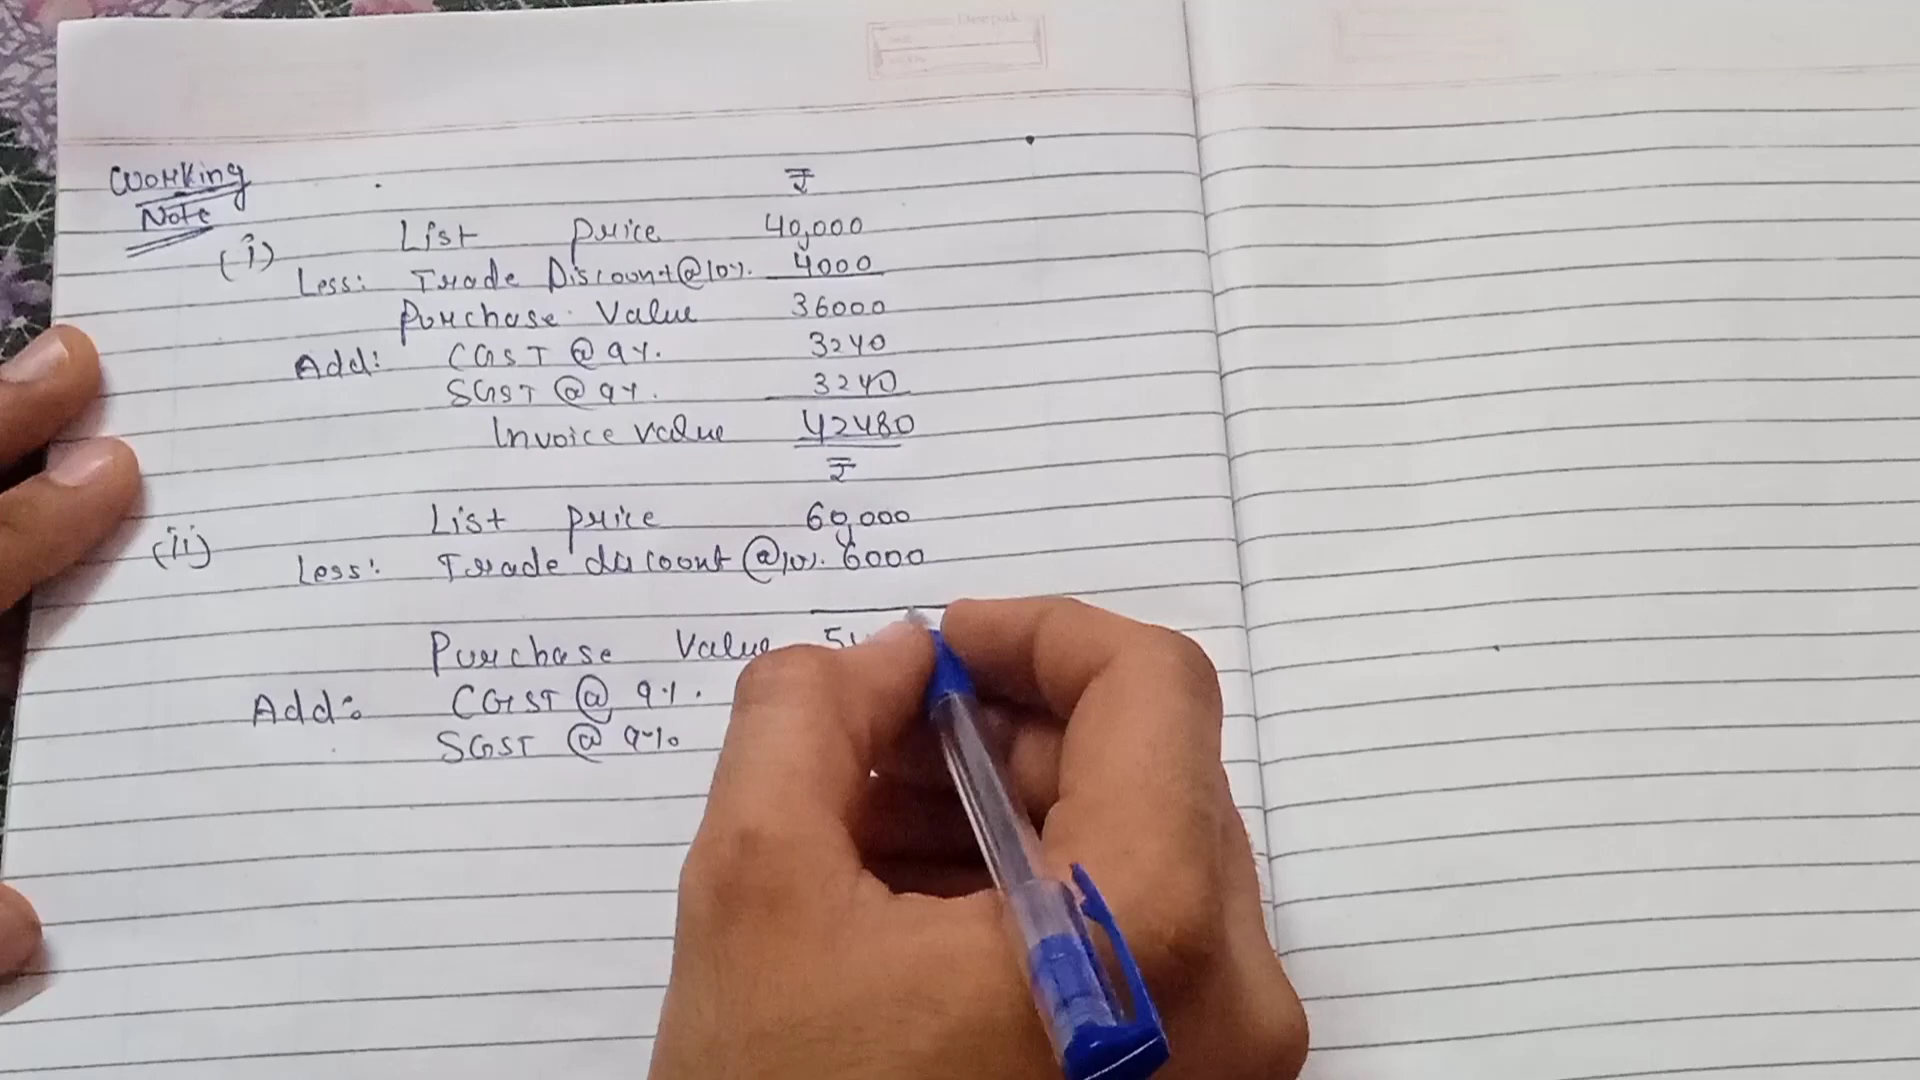 Deepak
Working
Note
₹
(i) List price 40,000
Less: Trade Discount@10%. 4000
Purchase Value 36000
Add: CGST @ 9%. 3240
SGST @ 9%. 3240
Invoice value 42480
₹
(ii) List price 60,000
Less: Trade discount @10%. 6000
Purchase Value
Add: CGST @ 9%.
SGST @ 9%